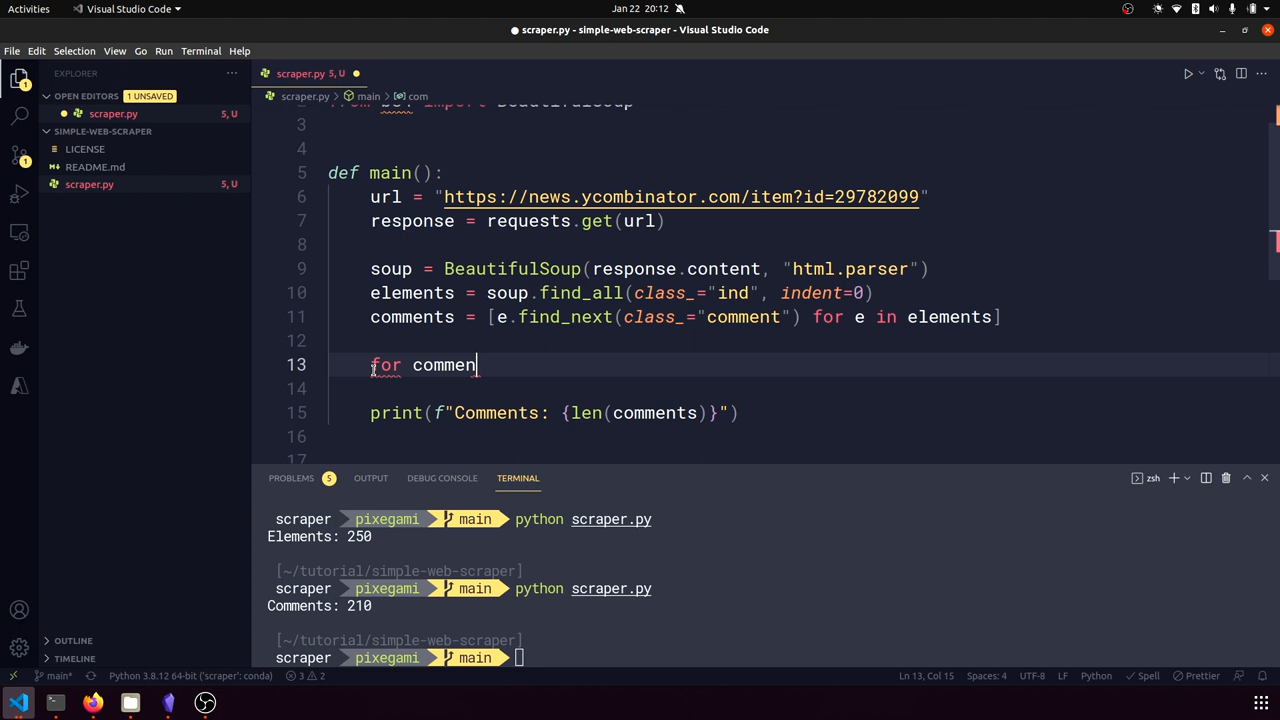 Activities
Visual Studio Code
Jan 22 20:12
scraper.py - simple-web-scraper - Visual Studio Code
File Edit Selection View Go Run Terminal Help
EXPLORER
scraper.py 5, U
OPEN EDITORS 1 UNSAVED
scraper.py > main > com
scraper.py 5, U
SIMPLE-WEB-SCRAPER
LICENSE
README.md
scraper.py 5, U
2 from bs4 import BeautifulSoup
3
4
5 def main():
6 url = "https://news.ycombinator.com/item?id=29782099"
7 response = requests.get(url)
8
9 soup = BeautifulSoup(response.content, "html.parser")
10 elements = soup.find_all(class_="ind", indent=0)
11 comments = [e.find_next(class_="comment") for e in elements]
12
13 for commen
14
15 print(f"Comments: {len(comments)}")
16
17
PROBLEMS 5 OUTPUT DEBUG CONSOLE TERMINAL
zsh
scraper pixegami main python scraper.py
Elements: 250
[~/tutorial/simple-web-scraper]
scraper pixegami main python scraper.py
Comments: 210
[~/tutorial/simple-web-scraper]
scraper pixegami main
OUTLINE
TIMELINE
main* Python 3.8.12 64-bit ('scraper': conda) 3 2 Ln 13, Col 15 Spaces: 4 UTF-8 LF Python Spell Prettier